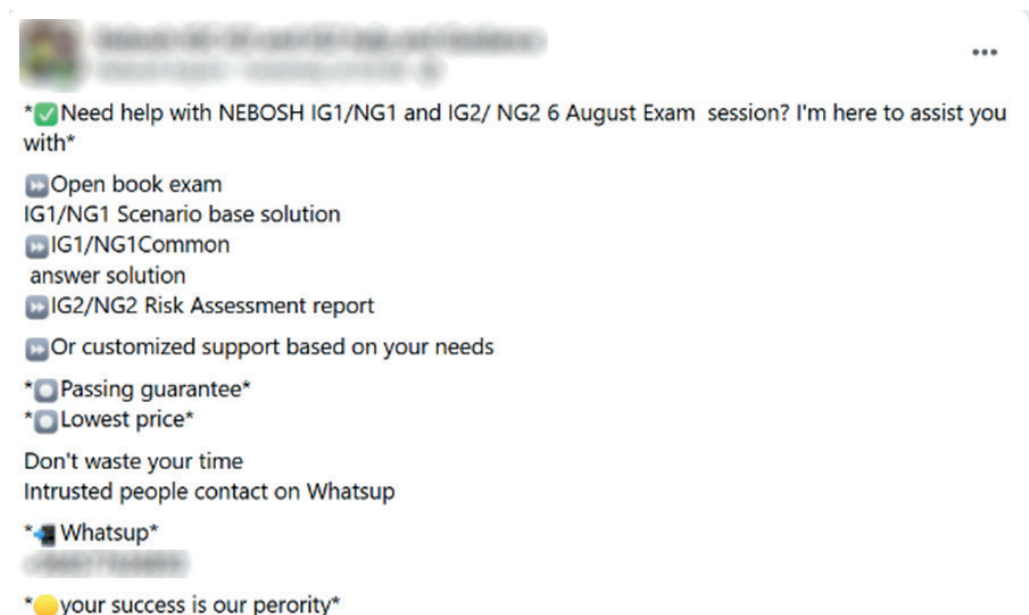 *✅Need help with NEBOSH IG1/NG1 and IG2/ NG2 6 August Exam  session? I'm here to assist you
with*
⏩Open book exam
IG1/NG1 Scenario base solution
⏩IG1/NG1Common
answer solution
⏩IG2/NG2 Risk Assessment report
⏩Or customized support based on your needs
*⏺Passing guarantee*
*⏺Lowest price*
Don't waste your time
Intrusted people contact on Whatsup
*📲 Whatsup*
*🟡your success is our perority*